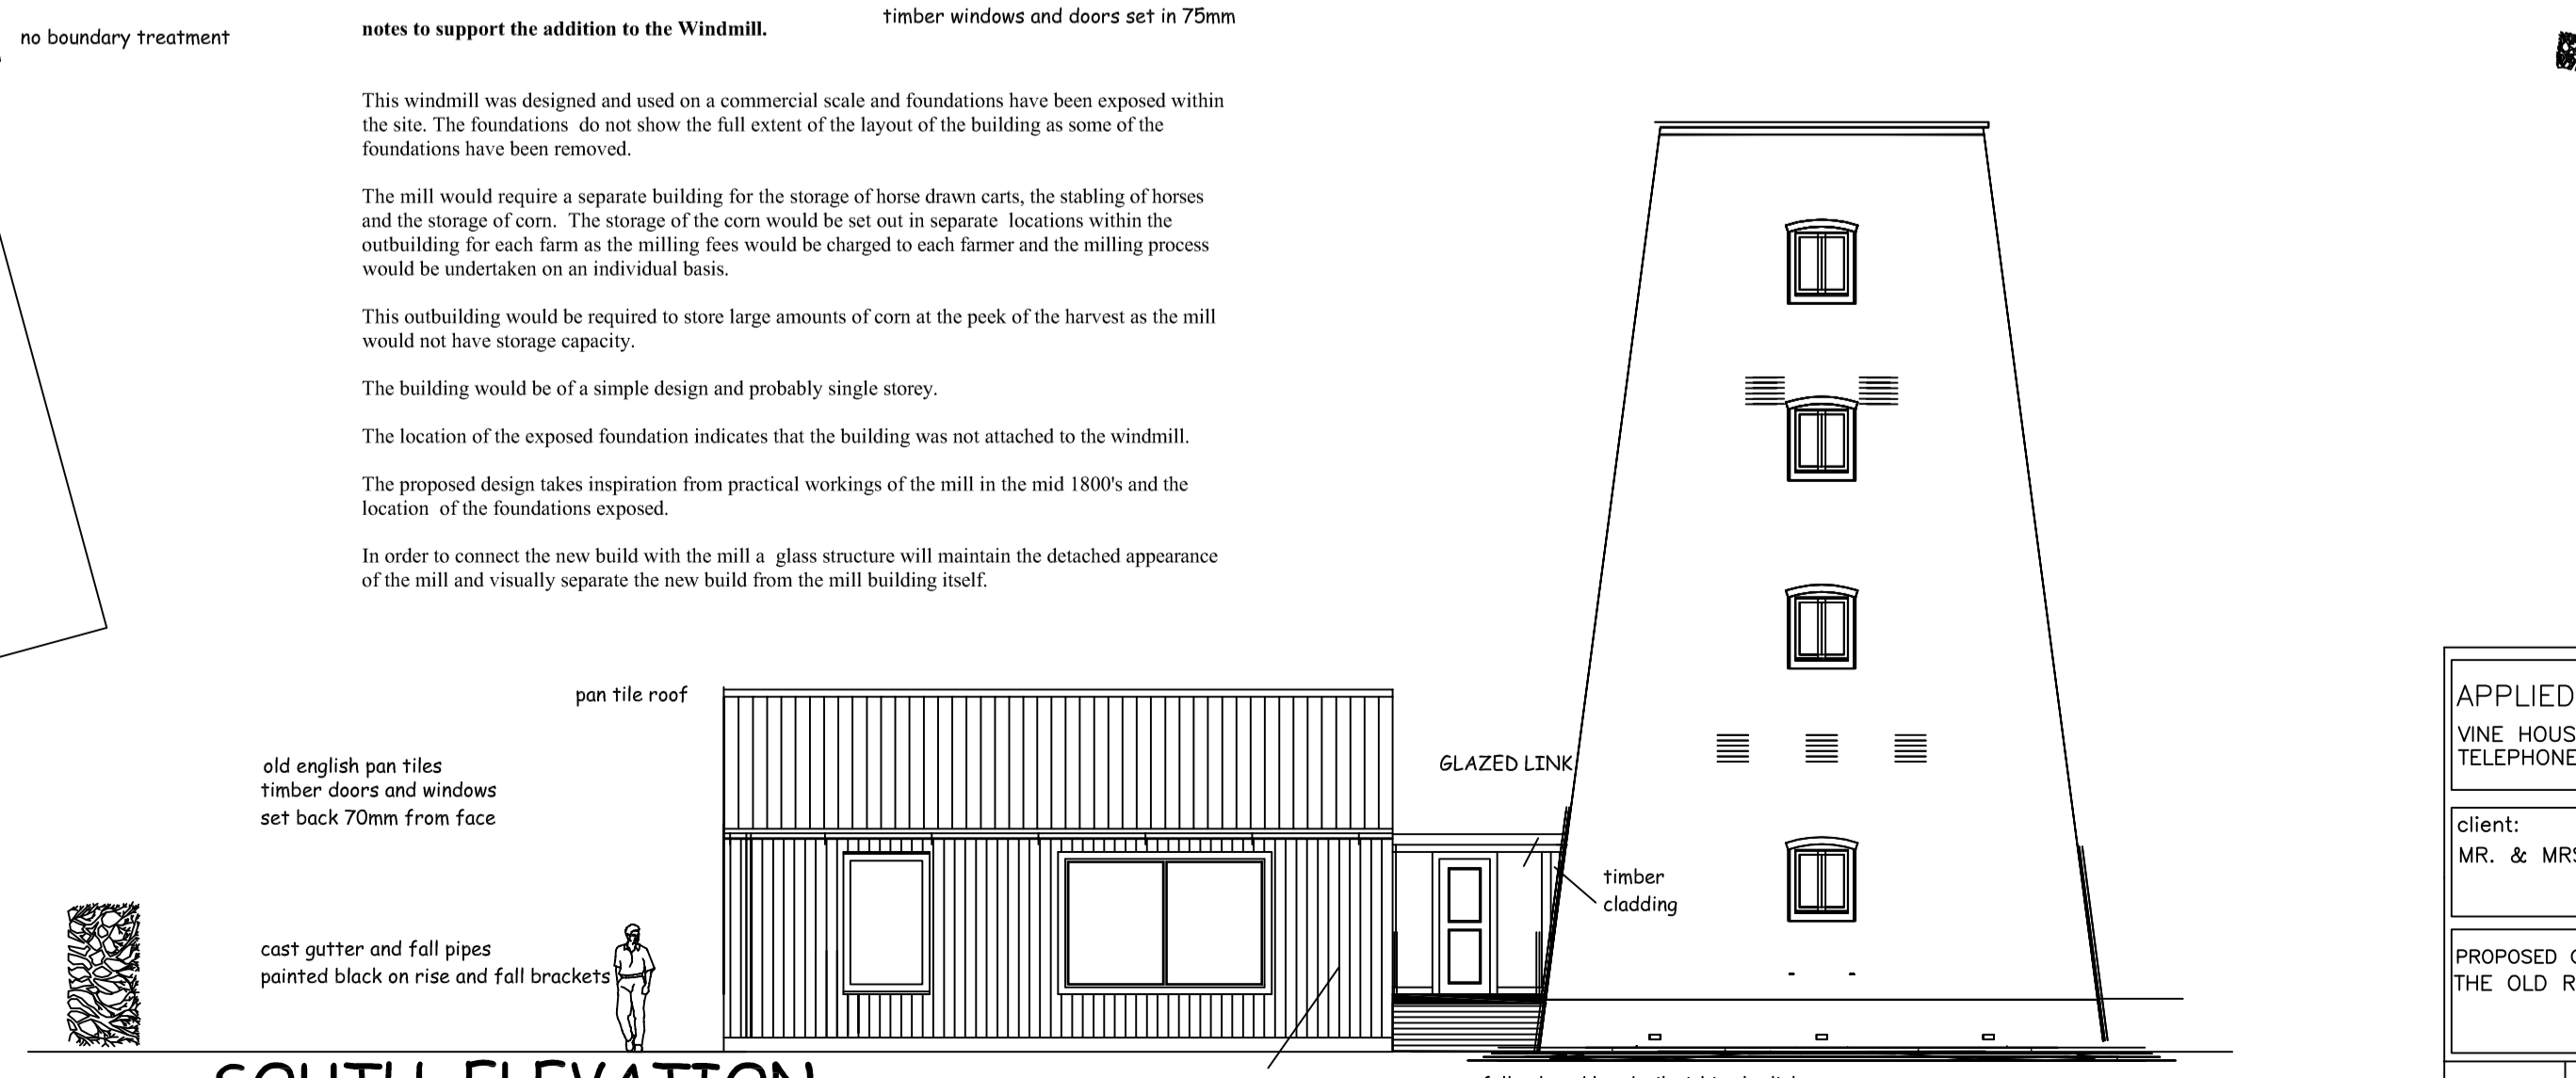 no boundary treatment
notes to support the addition to the Windmill.
timber windows and doors set in 75mm
This windmill was designed and used on a commercial scale and foundations have been exposed within
the site. The foundations  do not show the full extent of the layout of the building as some of the
foundations have been removed.
The mill would require a separate building for the storage of horse drawn carts, the stabling of horses
and the storage of corn.  The storage of the corn would be set out in separate  locations within the
outbuilding for each farm as the milling fees would be charged to each farmer and the milling process
would be undertaken on an individual basis.
This outbuilding would be required to store large amounts of corn at the peek of the harvest as the mill
would not have storage capacity.
The building would be of a simple design and probably single storey.
The location of the exposed foundation indicates that the building was not attached to the windmill.
The proposed design takes inspiration from practical workings of the mill in the mid 1800's and the
location  of the foundations exposed.
In order to connect the new build with the mill a  glass structure will maintain the detached appearance
of the mill and visually separate the new build from the mill building itself.
pan tile roof
old english pan tiles
timber doors and windows
set back 70mm from face
cast gutter and fall pipes
painted black on rise and fall brackets
GLAZED LINK
timber
cladding
SOUTH ELEVATION
APPLIED
VINE HOUS
TELEPHONE
client:
MR. & MRS
PROPOSED
THE OLD R